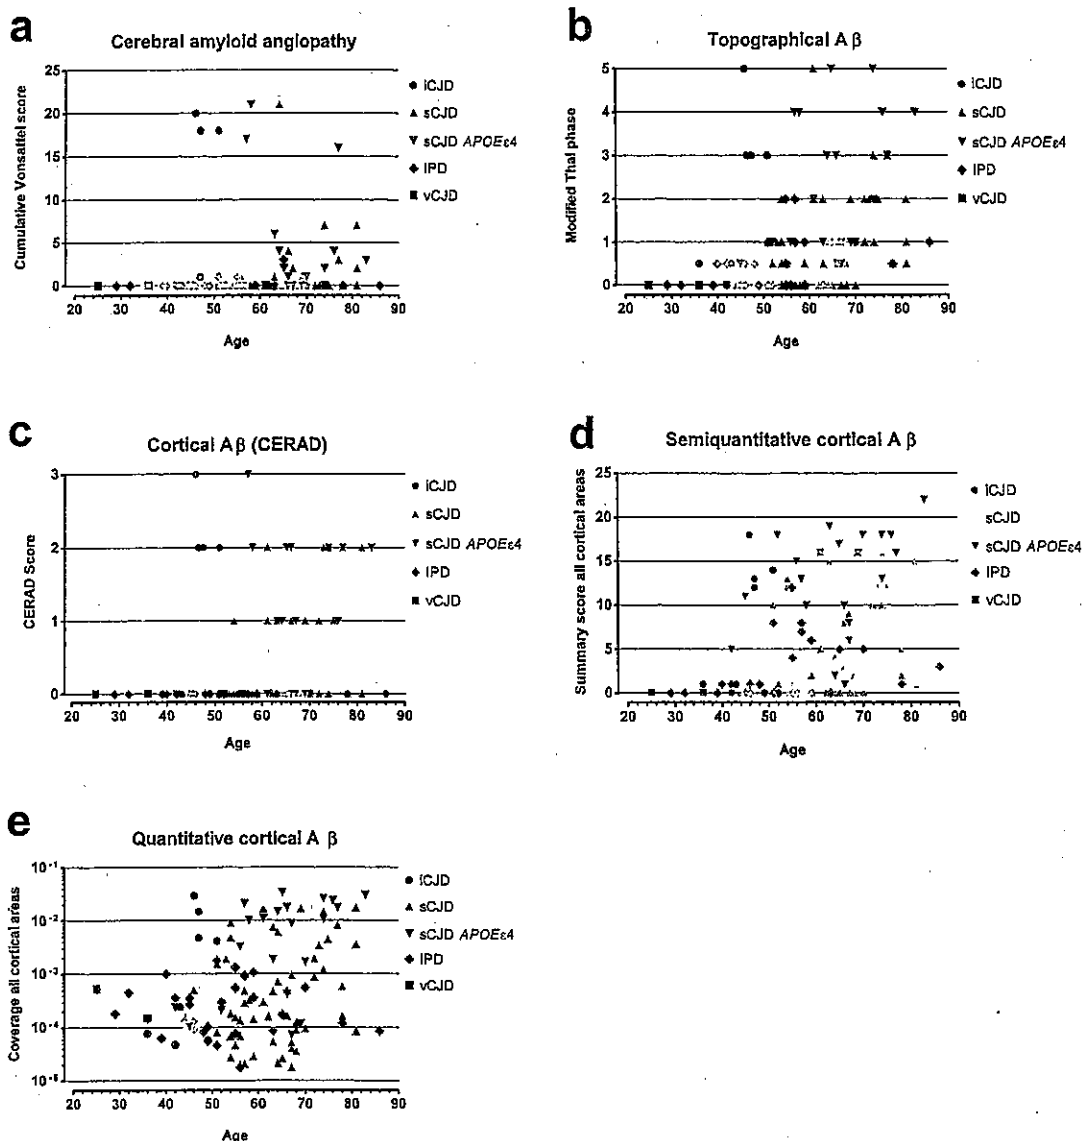 a
Cerebral amyloid angiopathy
Cumulative Vonsattel score
25
20
15
10
5
0
20 30 40 50 60 70 80 90
Age
iCJD
sCJD
sCJD APOEε4
IPD
vCJD
b
Topographical A β
Modified Thal phase
5
4
3
2
1
0
20 30 40 50 60 70 80 90
Age
iCJD
sCJD
sCJD APOEε4
IPD
vCJD
c
Cortical A β (CERAD)
CERAD Score
3
2
1
0
20 30 40 50 60 70 80 90
Age
iCJD
sCJD
sCJD APOEε4
IPD
vCJD
d
Semiquantitative cortical A β
Summary score all cortical areas
25
20
15
10
5
0
20 30 40 50 60 70 80 90
Age
iCJD
sCJD
sCJD APOEε4
IPD
vCJD
e
Quantitative cortical A β
Coverage all cortical areas
10⁻¹
10⁻²
10⁻³
10⁻⁴
10⁻⁵
20 30 40 50 60 70 80 90
Age
iCJD
sCJD
sCJD APOEε4
IPD
vCJD